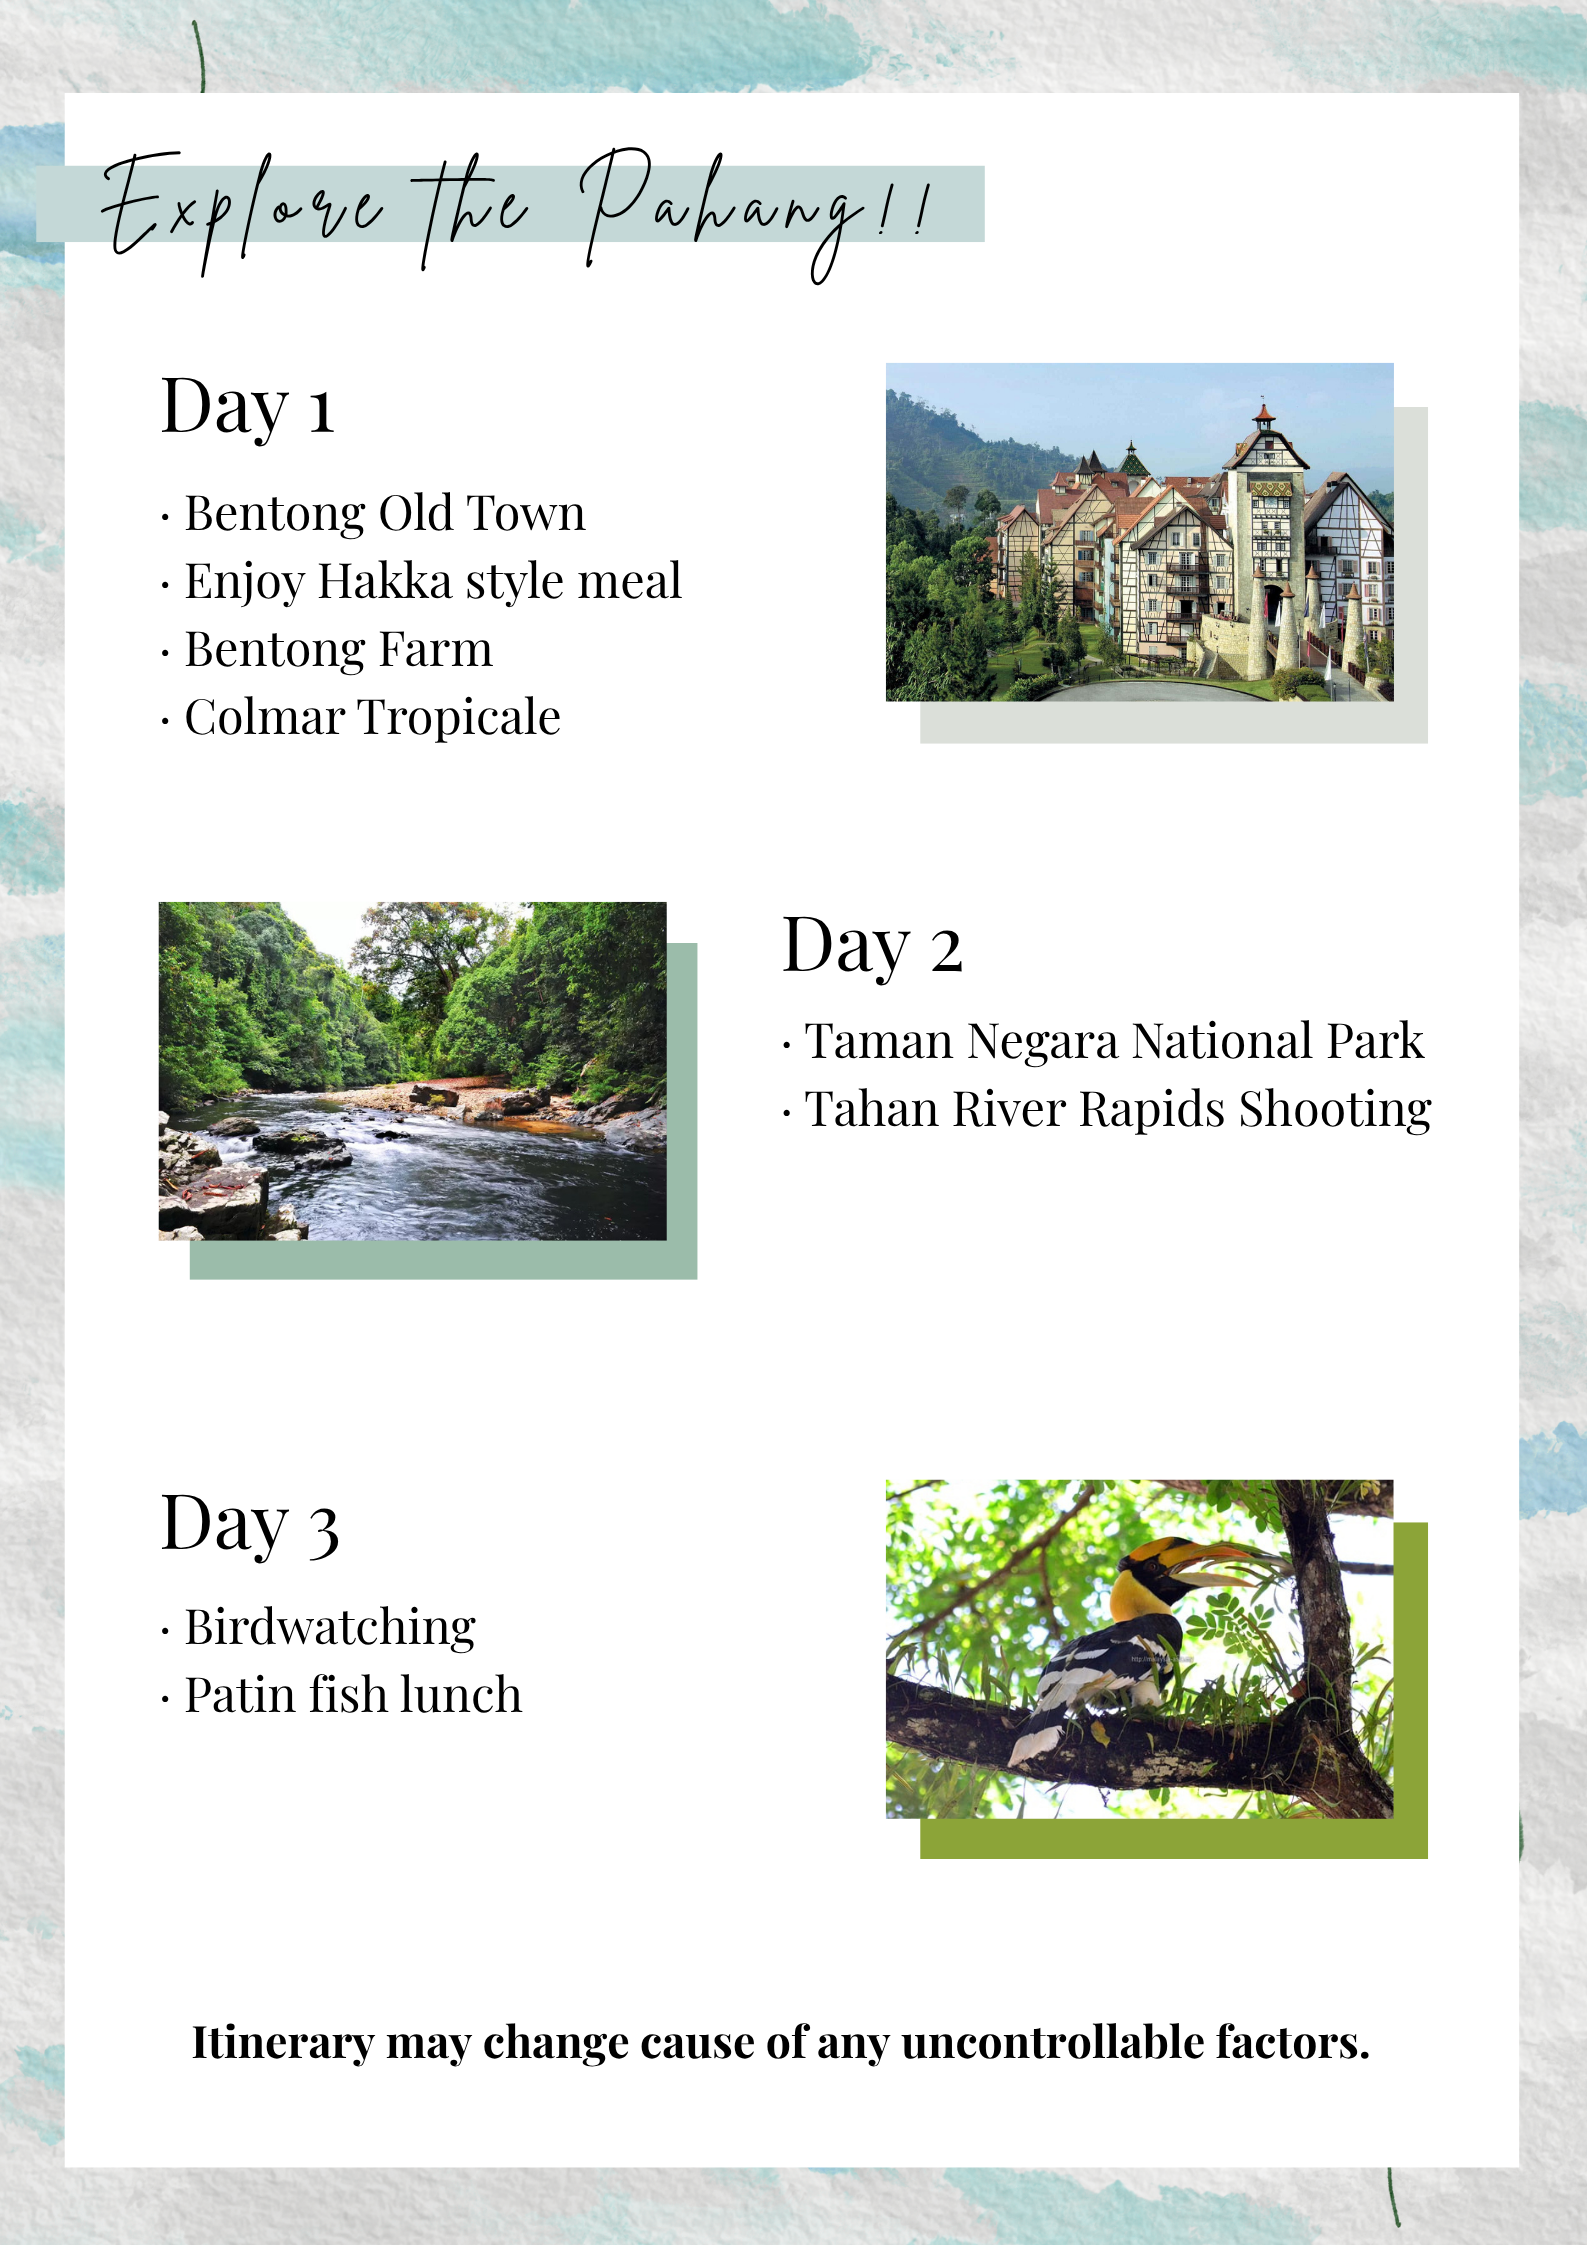 Explore the Pahang!!
Day 1
· Bentong Old Town
· Enjoy Hakka style meal
· Bentong Farm
· Colmar Tropicale
Day 2
· Taman Negara National Park
· Tahan River Rapids Shooting
Day 3
· Birdwatching
· Patin fish lunch
Itinerary may change cause of any uncontrollable factors.